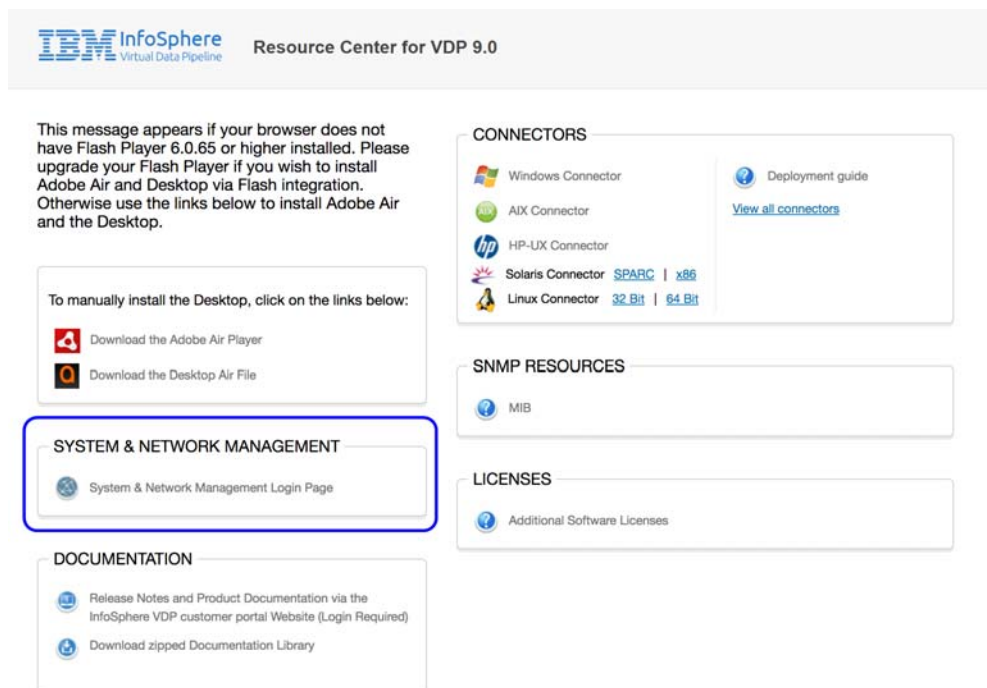 IBM InfoSphere
Virtual Data Pipeline
Resource Center for VDP 9.0
This message appears if your browser does not
have Flash Player 6.0.65 or higher installed. Please
upgrade your Flash Player if you wish to install
Adobe Air and Desktop via Flash integration.
Otherwise use the links below to install Adobe Air
and the Desktop.
To manually install the Desktop, click on the links below:
Download the Adobe Air Player
Download the Desktop Air File
SYSTEM & NETWORK MANAGEMENT
System & Network Management Login Page
DOCUMENTATION
Release Notes and Product Documentation via the
InfoSphere VDP customer portal Website (Login Required)
Download zipped Documentation Library
CONNECTORS
Windows Connector
AIX AIX Connector
hp HP-UX Connector
Solaris Connector SPARC | x86
Linux Connector 32 Bit | 64 Bit
Deployment guide
View all connectors
SNMP RESOURCES
MIB
LICENSES
Additional Software Licenses